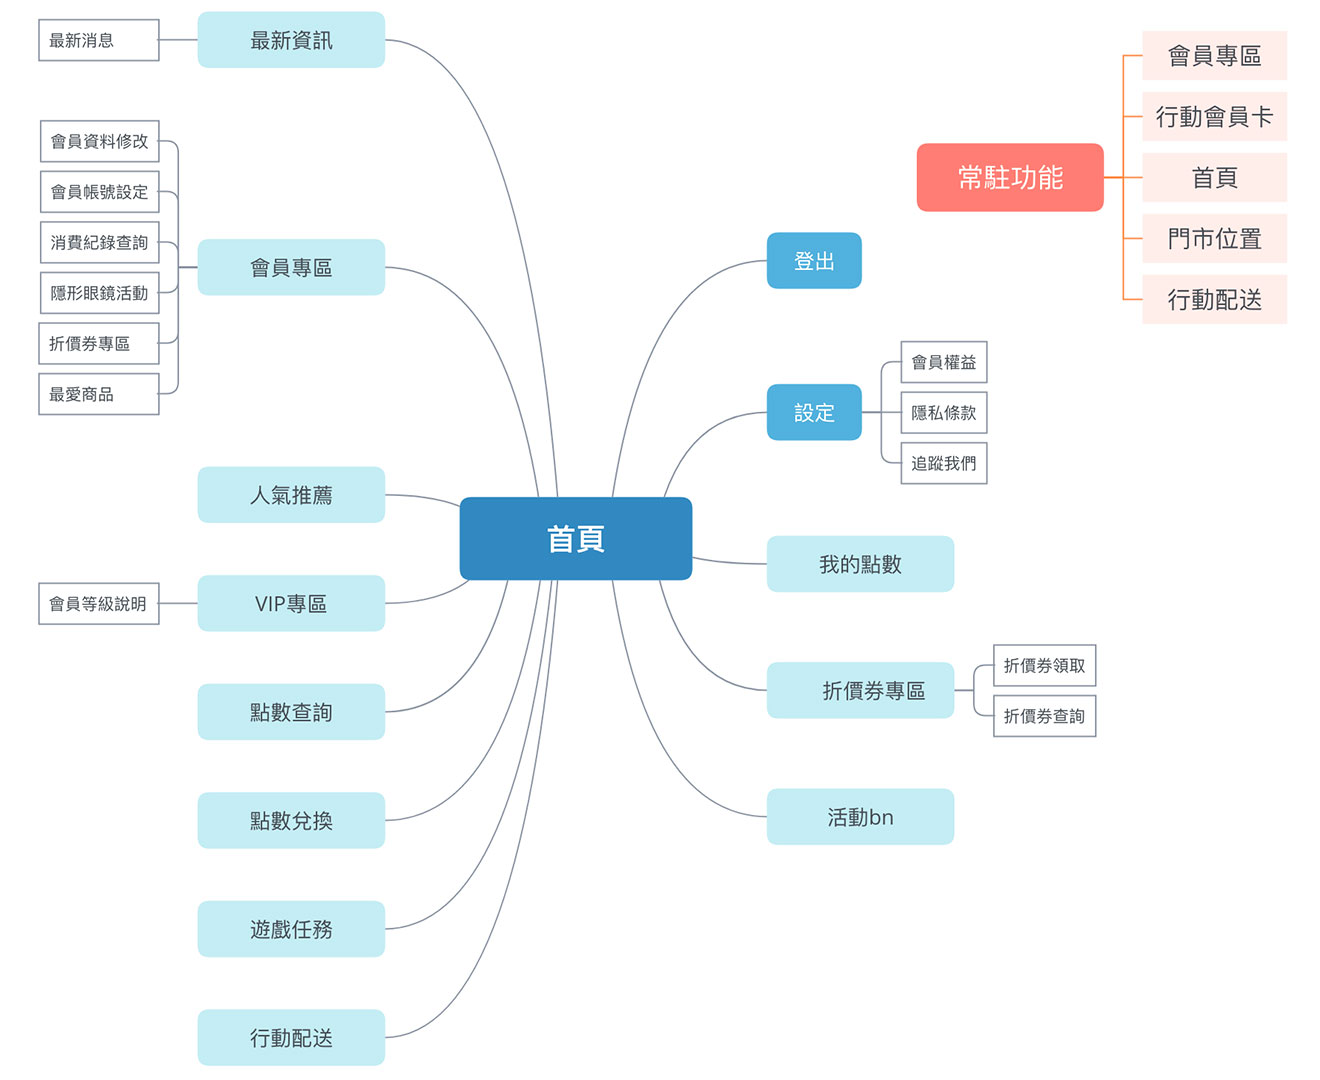 首頁
最新資訊
最新消息
會員專區
會員資料修改
會員帳號設定
消費紀錄查詢
隱形眼鏡活動
折價券專區
最愛商品
人氣推薦
VIP專區
會員等級說明
點數查詢
點數兌換
遊戲任務
行動配送
登出
設定
會員權益
隱私條款
追蹤我們
我的點數
折價券專區
折價券領取
折價券查詢
活動bn
常駐功能
會員專區
行動會員卡
首頁
門市位置
行動配送